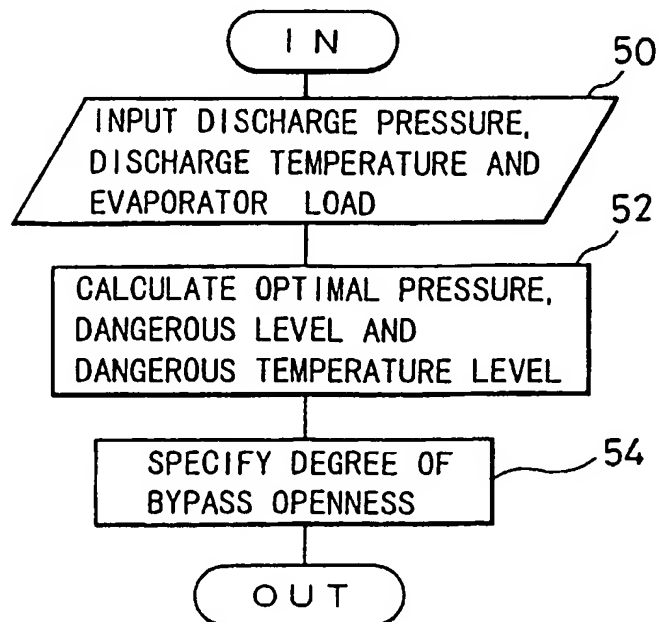 IN
50
INPUT DISCHARGE PRESSURE,
DISCHARGE TEMPERATURE AND
EVAPORATOR LOAD
52
CALCULATE OPTIMAL PRESSURE,
DANGEROUS LEVEL AND
DANGEROUS TEMPERATURE LEVEL
54
SPECIFY DEGREE OF
BYPASS OPENNESS
OUT